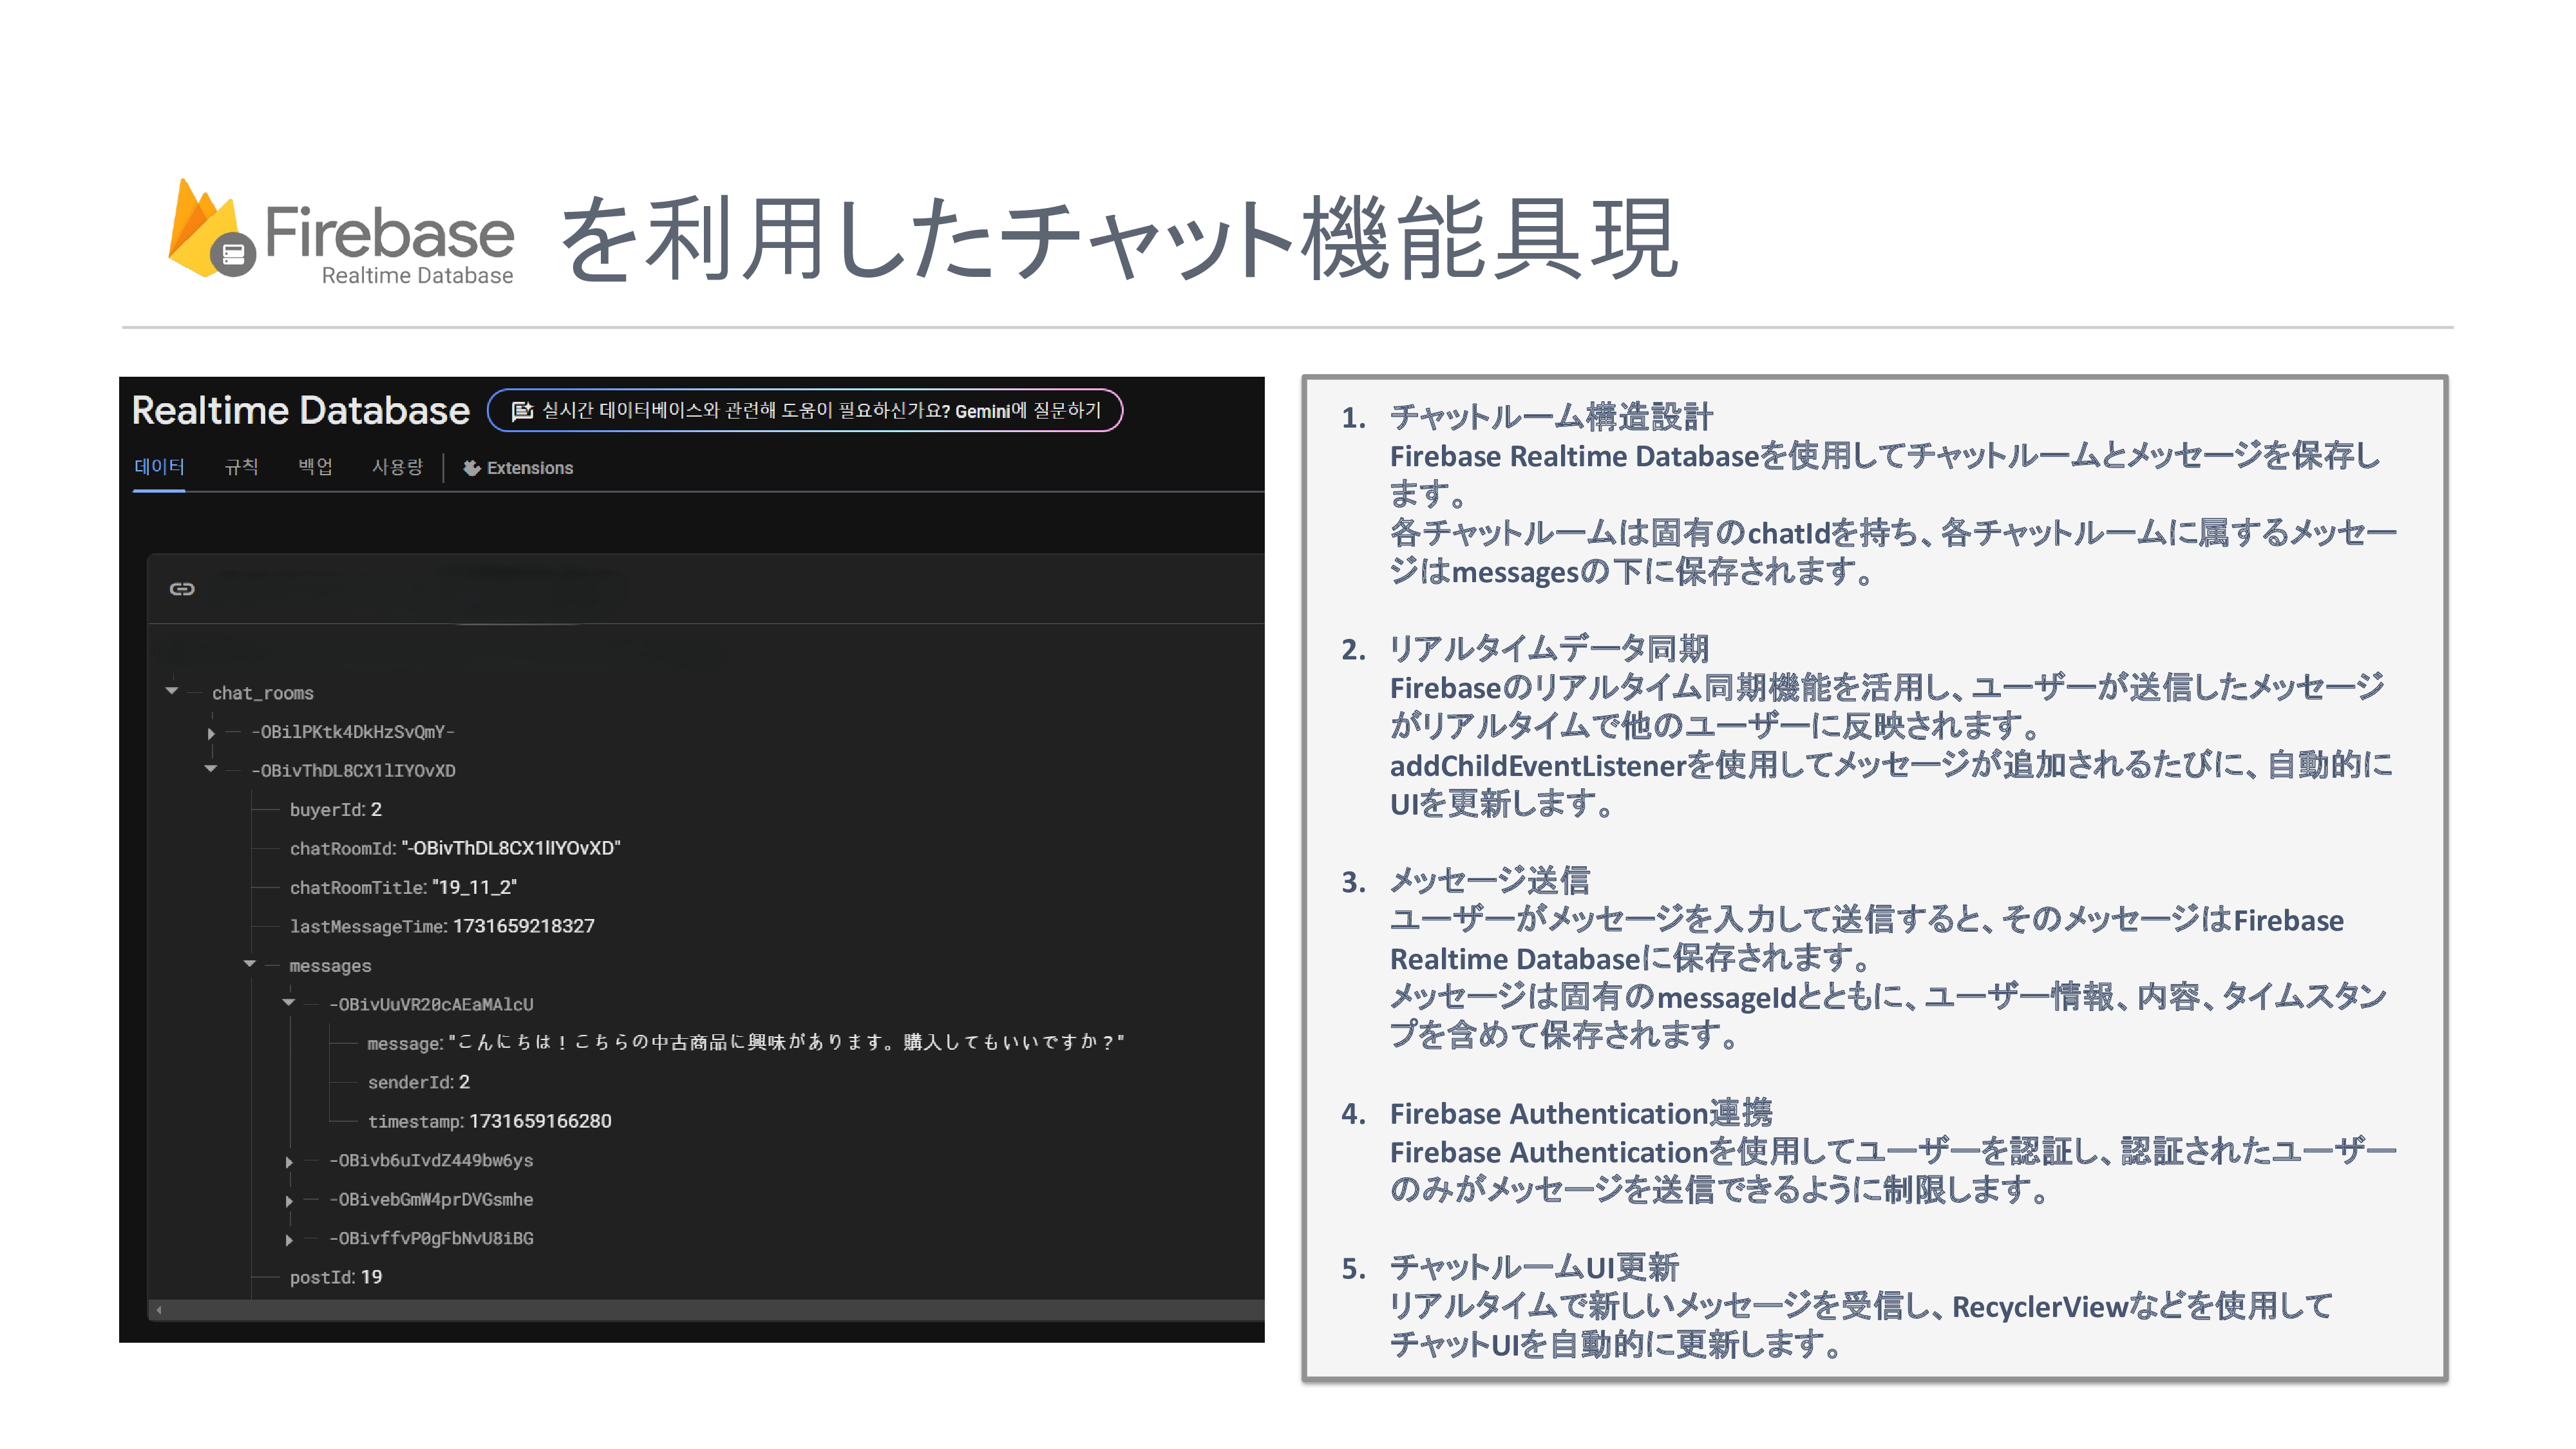 Firebase
Realtime Database
を利用したチャット機能具現
Realtime Database
실시간 데이터베이스와 관련해 도움이 필요하신가요? Gemini에 질문하기
데이터 규칙 백업 사용량 Extensions
chat_rooms
-OBilPKtk4DkHzSvQmY-
-OBivThDL8CX1lIYOvXD
buyerId: 2
chatRoomId: "-OBivThDL8CX1lIYOvXD"
chatRoomTitle: "19_11_2"
lastMessageTime: 1731659218327
messages
-OBivUuVR20cAEaMAlcU
message: "こんにちは！こちらの中古商品に興味があります。購入してもいいですか？"
senderId: 2
timestamp: 1731659166280
-OBivb6uIvdZ449bw6ys
-OBivebGmW4prDVGsmhe
-OBivffvP0gFbNvU8iBG
postId: 19
1. チャットルーム構造設計
Firebase Realtime Databaseを使用してチャットルームとメッセージを保存し
ます。
各チャットルームは固有のchatIdを持ち、各チャットルームに属するメッセー
ジはmessagesの下に保存されます。
2. リアルタイムデータ同期
Firebaseのリアルタイム同期機能を活用し、ユーザーが送信したメッセージ
がリアルタイムで他のユーザーに反映されます。
addChildEventListenerを使用してメッセージが追加されるたびに、自動的に
UIを更新します。
3. メッセージ送信
ユーザーがメッセージを入力して送信すると、そのメッセージはFirebase
Realtime Databaseに保存されます。
メッセージは固有のmessageIdとともに、ユーザー情報、内容、タイムスタン
プを含めて保存されます。
4. Firebase Authentication連携
Firebase Authenticationを使用してユーザーを認証し、認証されたユーザー
のみがメッセージを送信できるように制限します。
5. チャットルームUI更新
リアルタイムで新しいメッセージを受信し、RecyclerViewなどを使用して
チャットUIを自動的に更新します。